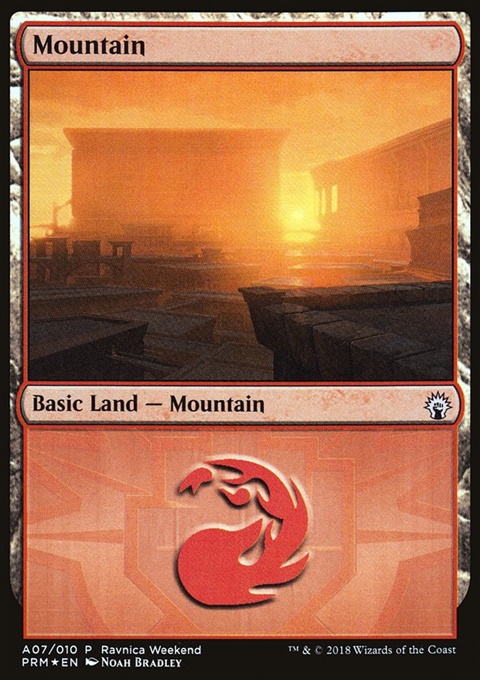 Mountain
Basic Land — Mountain
A07/010 P Ravnica Weekend
PRM★EN Noah Bradley
™ & © 2018 Wizards of the Coast